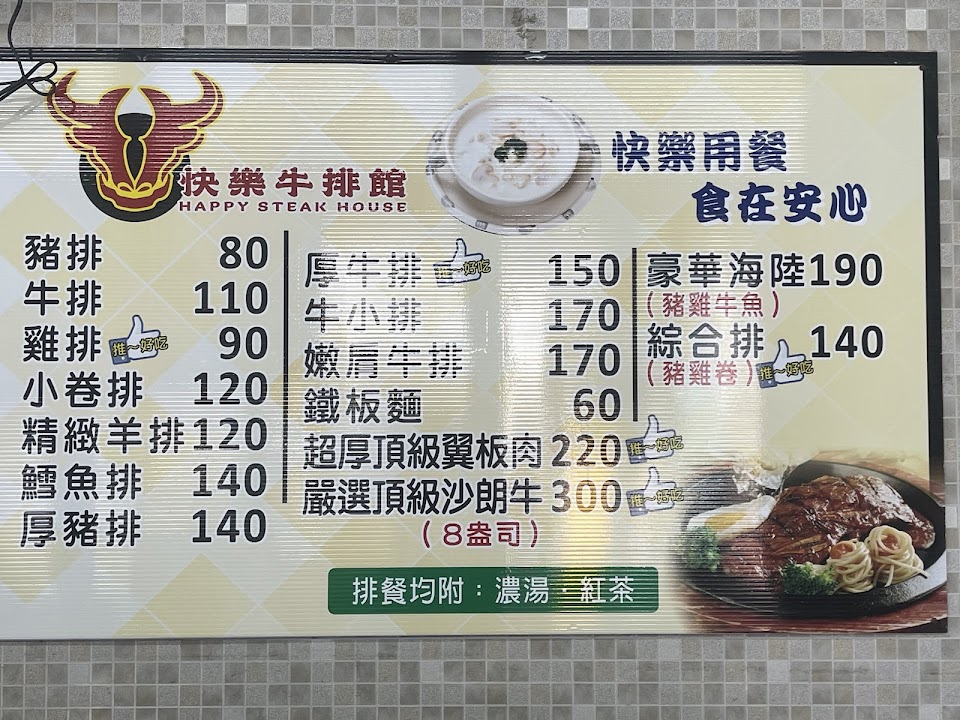 快樂牛排館
HAPPY STEAK HOUSE
快樂用餐
食在安心
豬排 80
牛排 110
雞排 推~好吃 90
小卷排 120
精緻羊排 120
鱈魚排 140
厚豬排 140
厚牛排 推~好吃 150
牛小排 170
嫩肩牛排 170
鐵板麵 60
超厚頂級翼板肉 220 推~好吃
嚴選頂級沙朗牛 300 推~好吃
(8盎司)
豪華海陸 190
(豬雞牛魚)
綜合排 140
(豬雞卷) 推~好吃
排餐均附：濃湯．紅茶